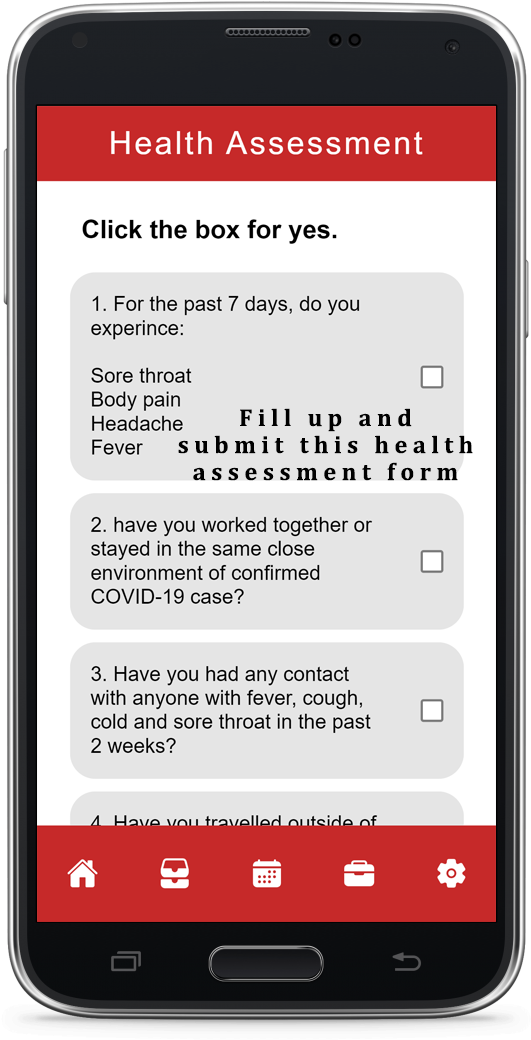 Health Assessment
Click the box for yes.
1. For the past 7 days, do you
experince:
Sore throat
Body pain
Headache
Fever
Fill up and
submit this health
assessment form
2. have you worked together or
stayed in the same close
environment of confirmed
COVID-19 case?
3. Have you had any contact
with anyone with fever, cough,
cold and sore throat in the past
2 weeks?
4. Have you travelled outside of